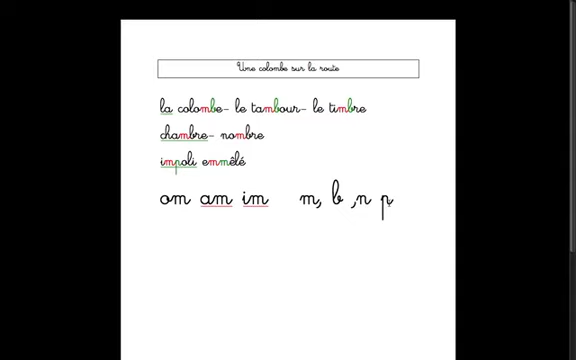 Une colombe sur la route
la colombe- le tambour- le timbre
chambre- nombre
impoli emmêlé
om am im m, b ,n p